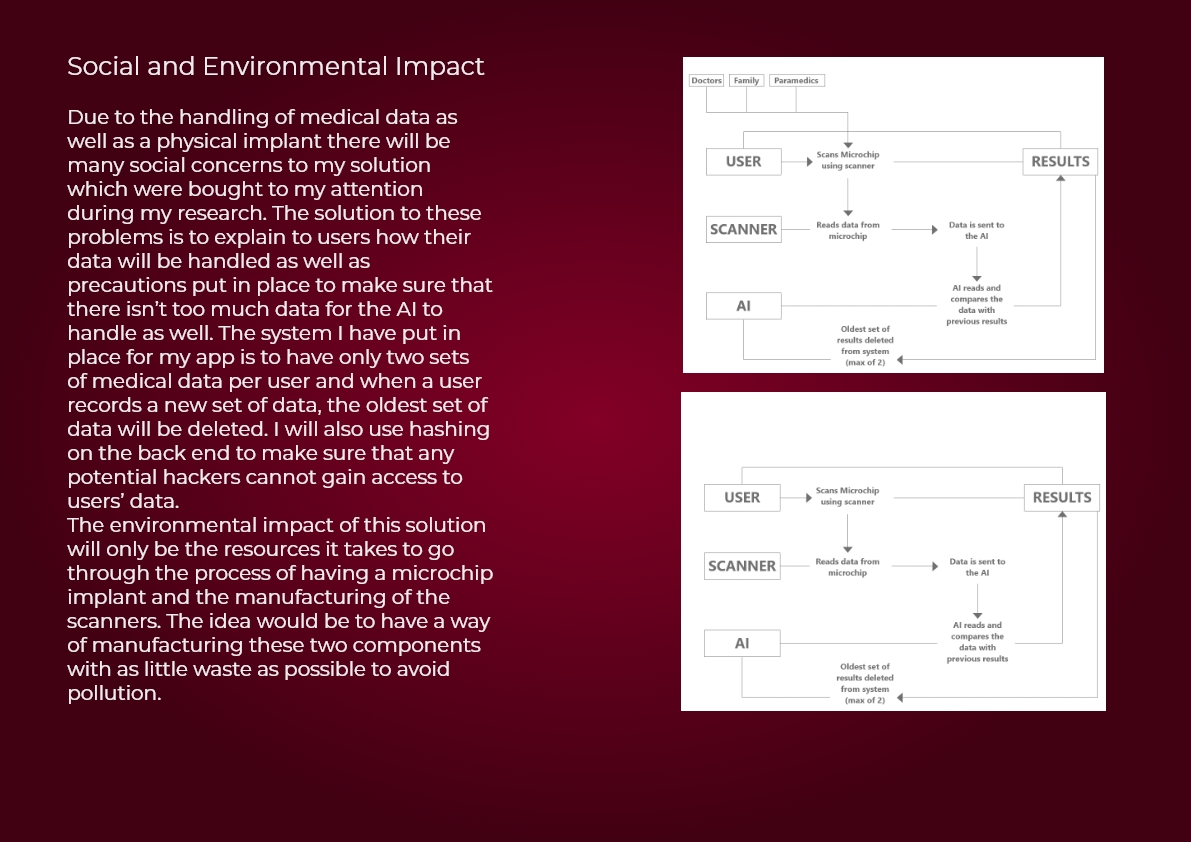 Social and Environmental Impact
Due to the handling of medical data as
well as a physical implant there will be
many social concerns to my solution
which were bought to my attention
during my research. The solution to these
problems is to explain to users how their
data will be handled as well as
precautions put in place to make sure that
there isn't too much data for the AI to
handle as well. The system I have put in
place for my app is to have only two sets
of medical data per user and when a user
records a new set of data, the oldest set of
data will be deleted. I will also use hashing
on the back end to make sure that any
potential hackers cannot gain access to
users' data.
The environmental impact of this solution
will only be the resources it takes to go
through the process of having a microchip
implant and the manufacturing of the
scanners. The idea would be to have a way
of manufacturing these two components
with as little waste as possible to avoid
pollution.
Doctors Family Paramedics
USER
Scans Microchip
using scanner
RESULTS
SCANNER
Reads data from
microchip
Data is sent to
the AI
AI
AI reads and
compares the
data with
previous results
Oldest set of
results deleted
from system
(max of 2)
USER
Scans Microchip
using scanner
RESULTS
SCANNER
Reads data from
microchip
Data is sent to
the AI
AI
AI reads and
compares the
data with
previous results
Oldest set of
results deleted
from system
(max of 2)